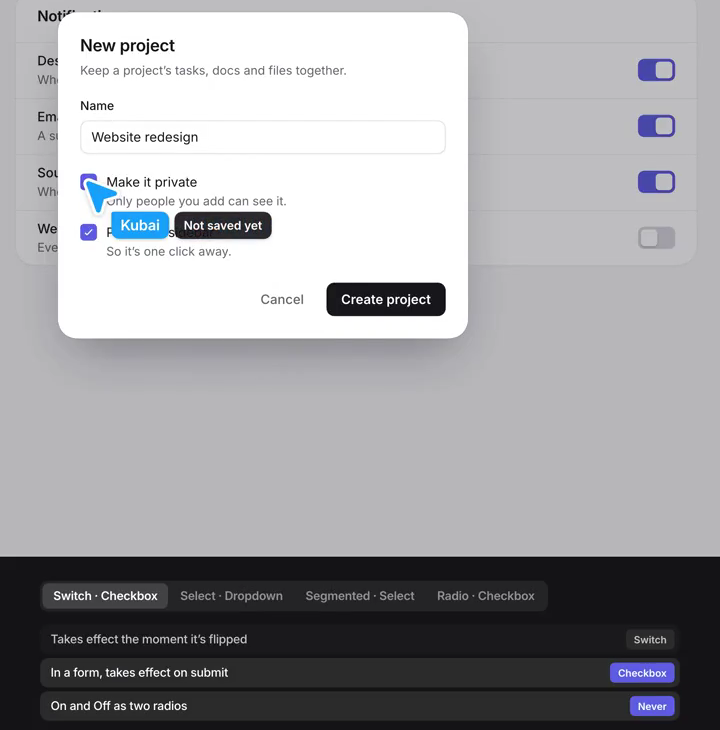 New project
Keep a project's tasks, docs and files together.
Name
Website redesign
Make it private
Only people you add can see it.
Kubai
Not saved yet
So it's one click away.
Cancel
Create project
Switch · Checkbox
Select · Dropdown
Segmented · Select
Radio · Checkbox
Takes effect the moment it's flipped
Switch
In a form, takes effect on submit
Checkbox
On and Off as two radios
Never